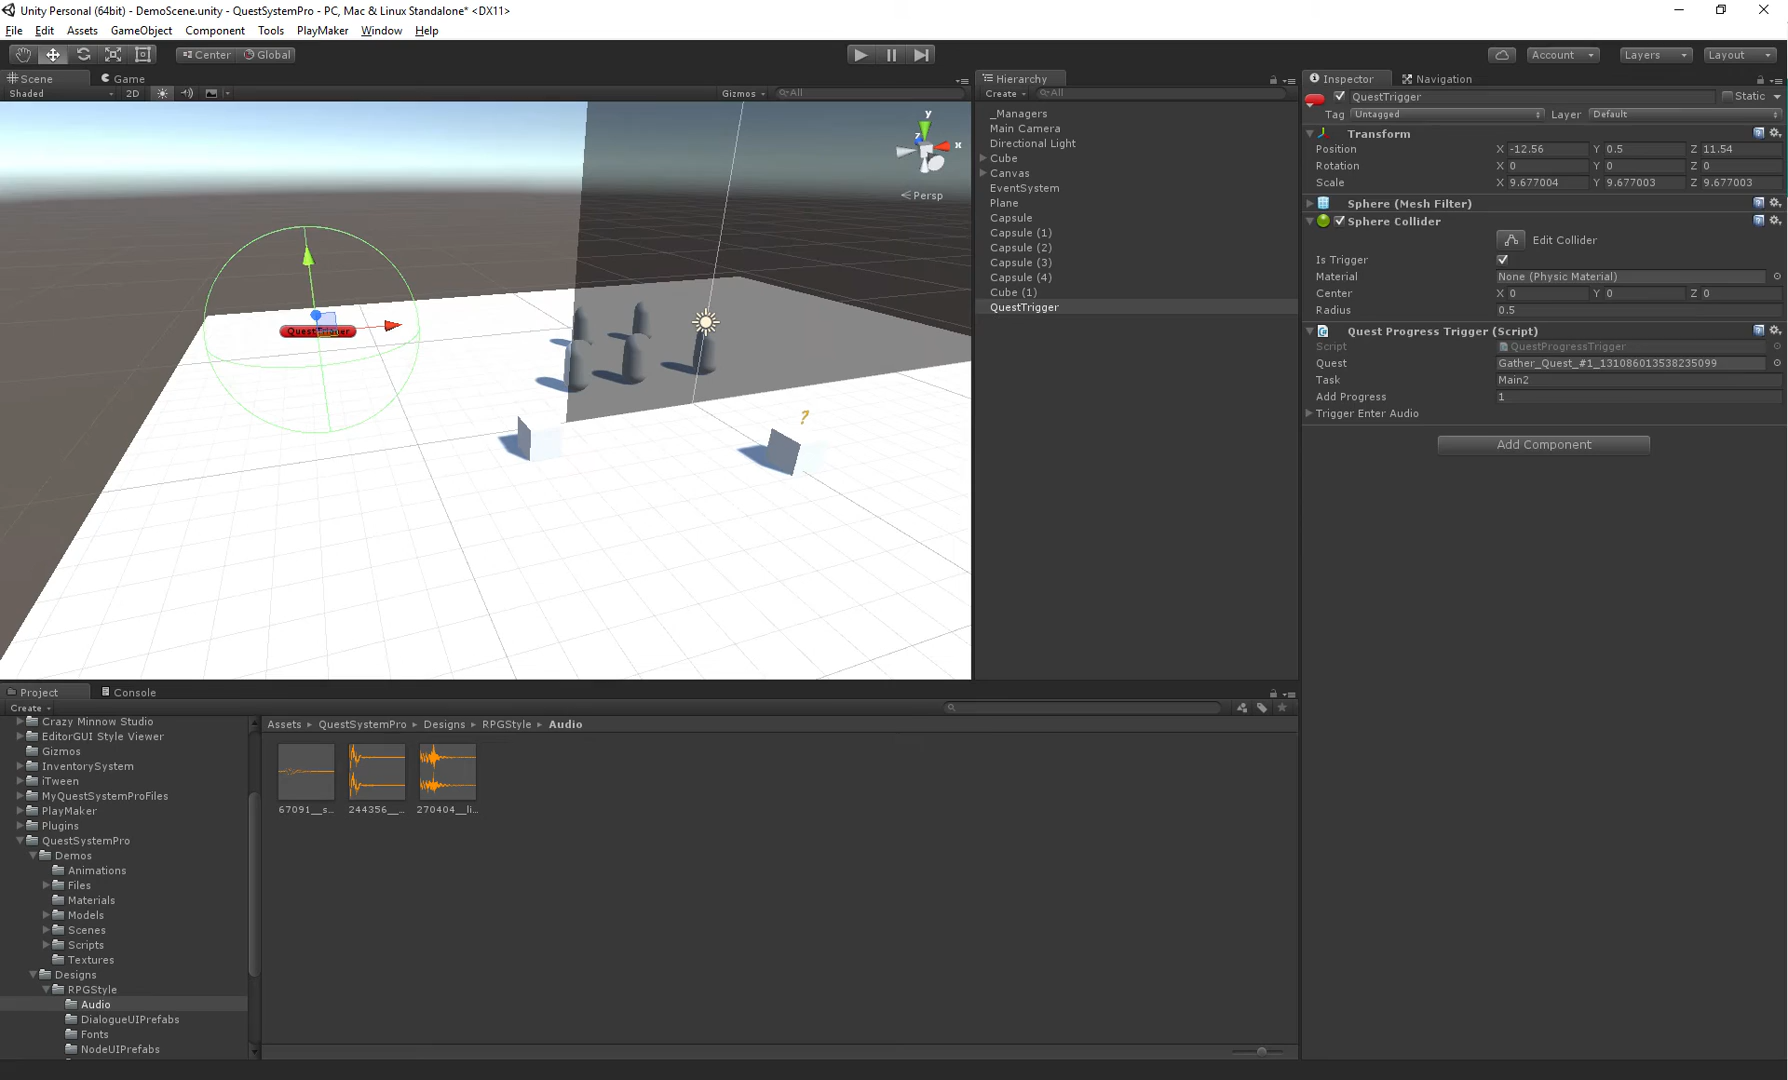 Unity Personal (64bit) - DemoScene.unity - QuestSystemPro - PC, Mac & Linux Standalone* <DX11>
File Edit Assets GameObject Component Tools PlayMaker Window Help
Center Global
Account Layers Layout
Scene Game
Shaded 2D Gizmos All
y
x
z
Persp
QuestTrigger
?
Hierarchy
Create All
_Managers
Main Camera
Directional Light
Cube
Canvas
EventSystem
Plane
Capsule
Capsule (1)
Capsule (2)
Capsule (3)
Capsule (4)
Cube (1)
QuestTrigger
Inspector Navigation
QuestTrigger Static
Tag Untagged Layer Default
Transform
Position X -12.56 Y 0.5 Z 11.54
Rotation X 0 Y 0 Z 0
Scale X 9.677004 Y 9.677003 Z 9.677003
Sphere (Mesh Filter)
Sphere Collider
Edit Collider
Is Trigger
Material None (Physic Material)
Center X 0 Y 0 Z 0
Radius 0.5
Quest Progress Trigger (Script)
Script QuestProgressTrigger
Quest Gather_Quest_#1_131086013538235099
Task Main2
Add Progress 1
Trigger Enter Audio
Add Component
Project Console
Create
Crazy Minnow Studio
EditorGUI Style Viewer
Gizmos
InventorySystem
iTween
MyQuestSystemProFiles
PlayMaker
Plugins
QuestSystemPro
Demos
Animations
Files
Materials
Models
Scenes
Scripts
Textures
Designs
RPGStyle
Audio
DialogueUIPrefabs
Fonts
NodeUIPrefabs
Assets QuestSystemPro Designs RPGStyle Audio
67091__s... 244356__... 270404__li...